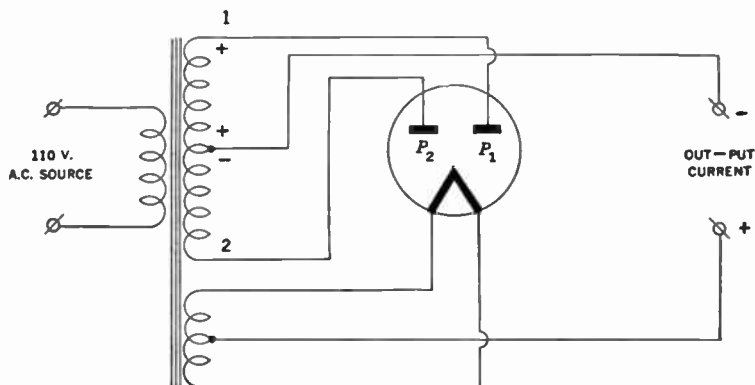 1
+
+
−
2
110 V.
A.C. SOURCE
P₂ P₁
-
OUT-PUT
CURRENT
+